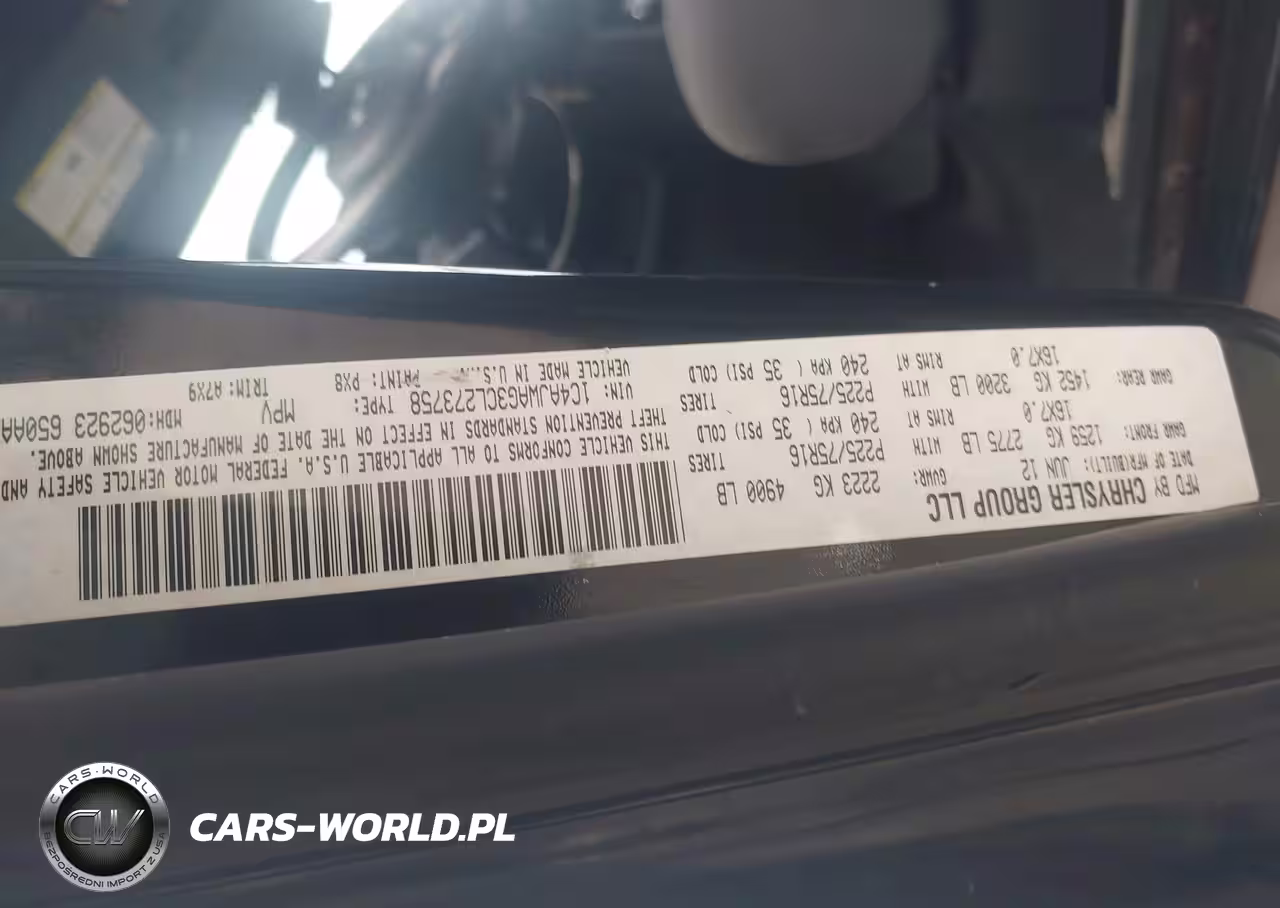 MFD BY CHRYSLER GROUP LLC
DATE OF MFR(BUILT): JUN 12 GVWR: 2223 KG 4900 LB
GAWR FRONT: 1259 KG 2775 LB WITH P225/75R16 TIRES
16X7.0 RIMS AT 240 KPA ( 35 PSI) COLD
GAWR REAR: 1452 KG 3200 LB WITH P225/75R16 TIRES
16X7.0 RIMS AT 240 KPA ( 35 PSI) COLD
THIS VEHICLE CONFORMS TO ALL APPLICABLE U.S.A. FEDERAL MOTOR VEHICLE SAFETY AND
THEFT PREVENTION STANDARDS IN EFFECT ON THE DATE OF MANUFACTURE SHOWN ABOVE.
VIN: 1C4AJWAG3CL273758 TYPE: MPV MDH: 062923 650AA
VEHICLE MADE IN U.S.A. PAINT: PX8 TRIM: A7X9
CARS-WORLD
CW
BEZPOŚREDNI IMPORT Z USA
CARS-WORLD.PL